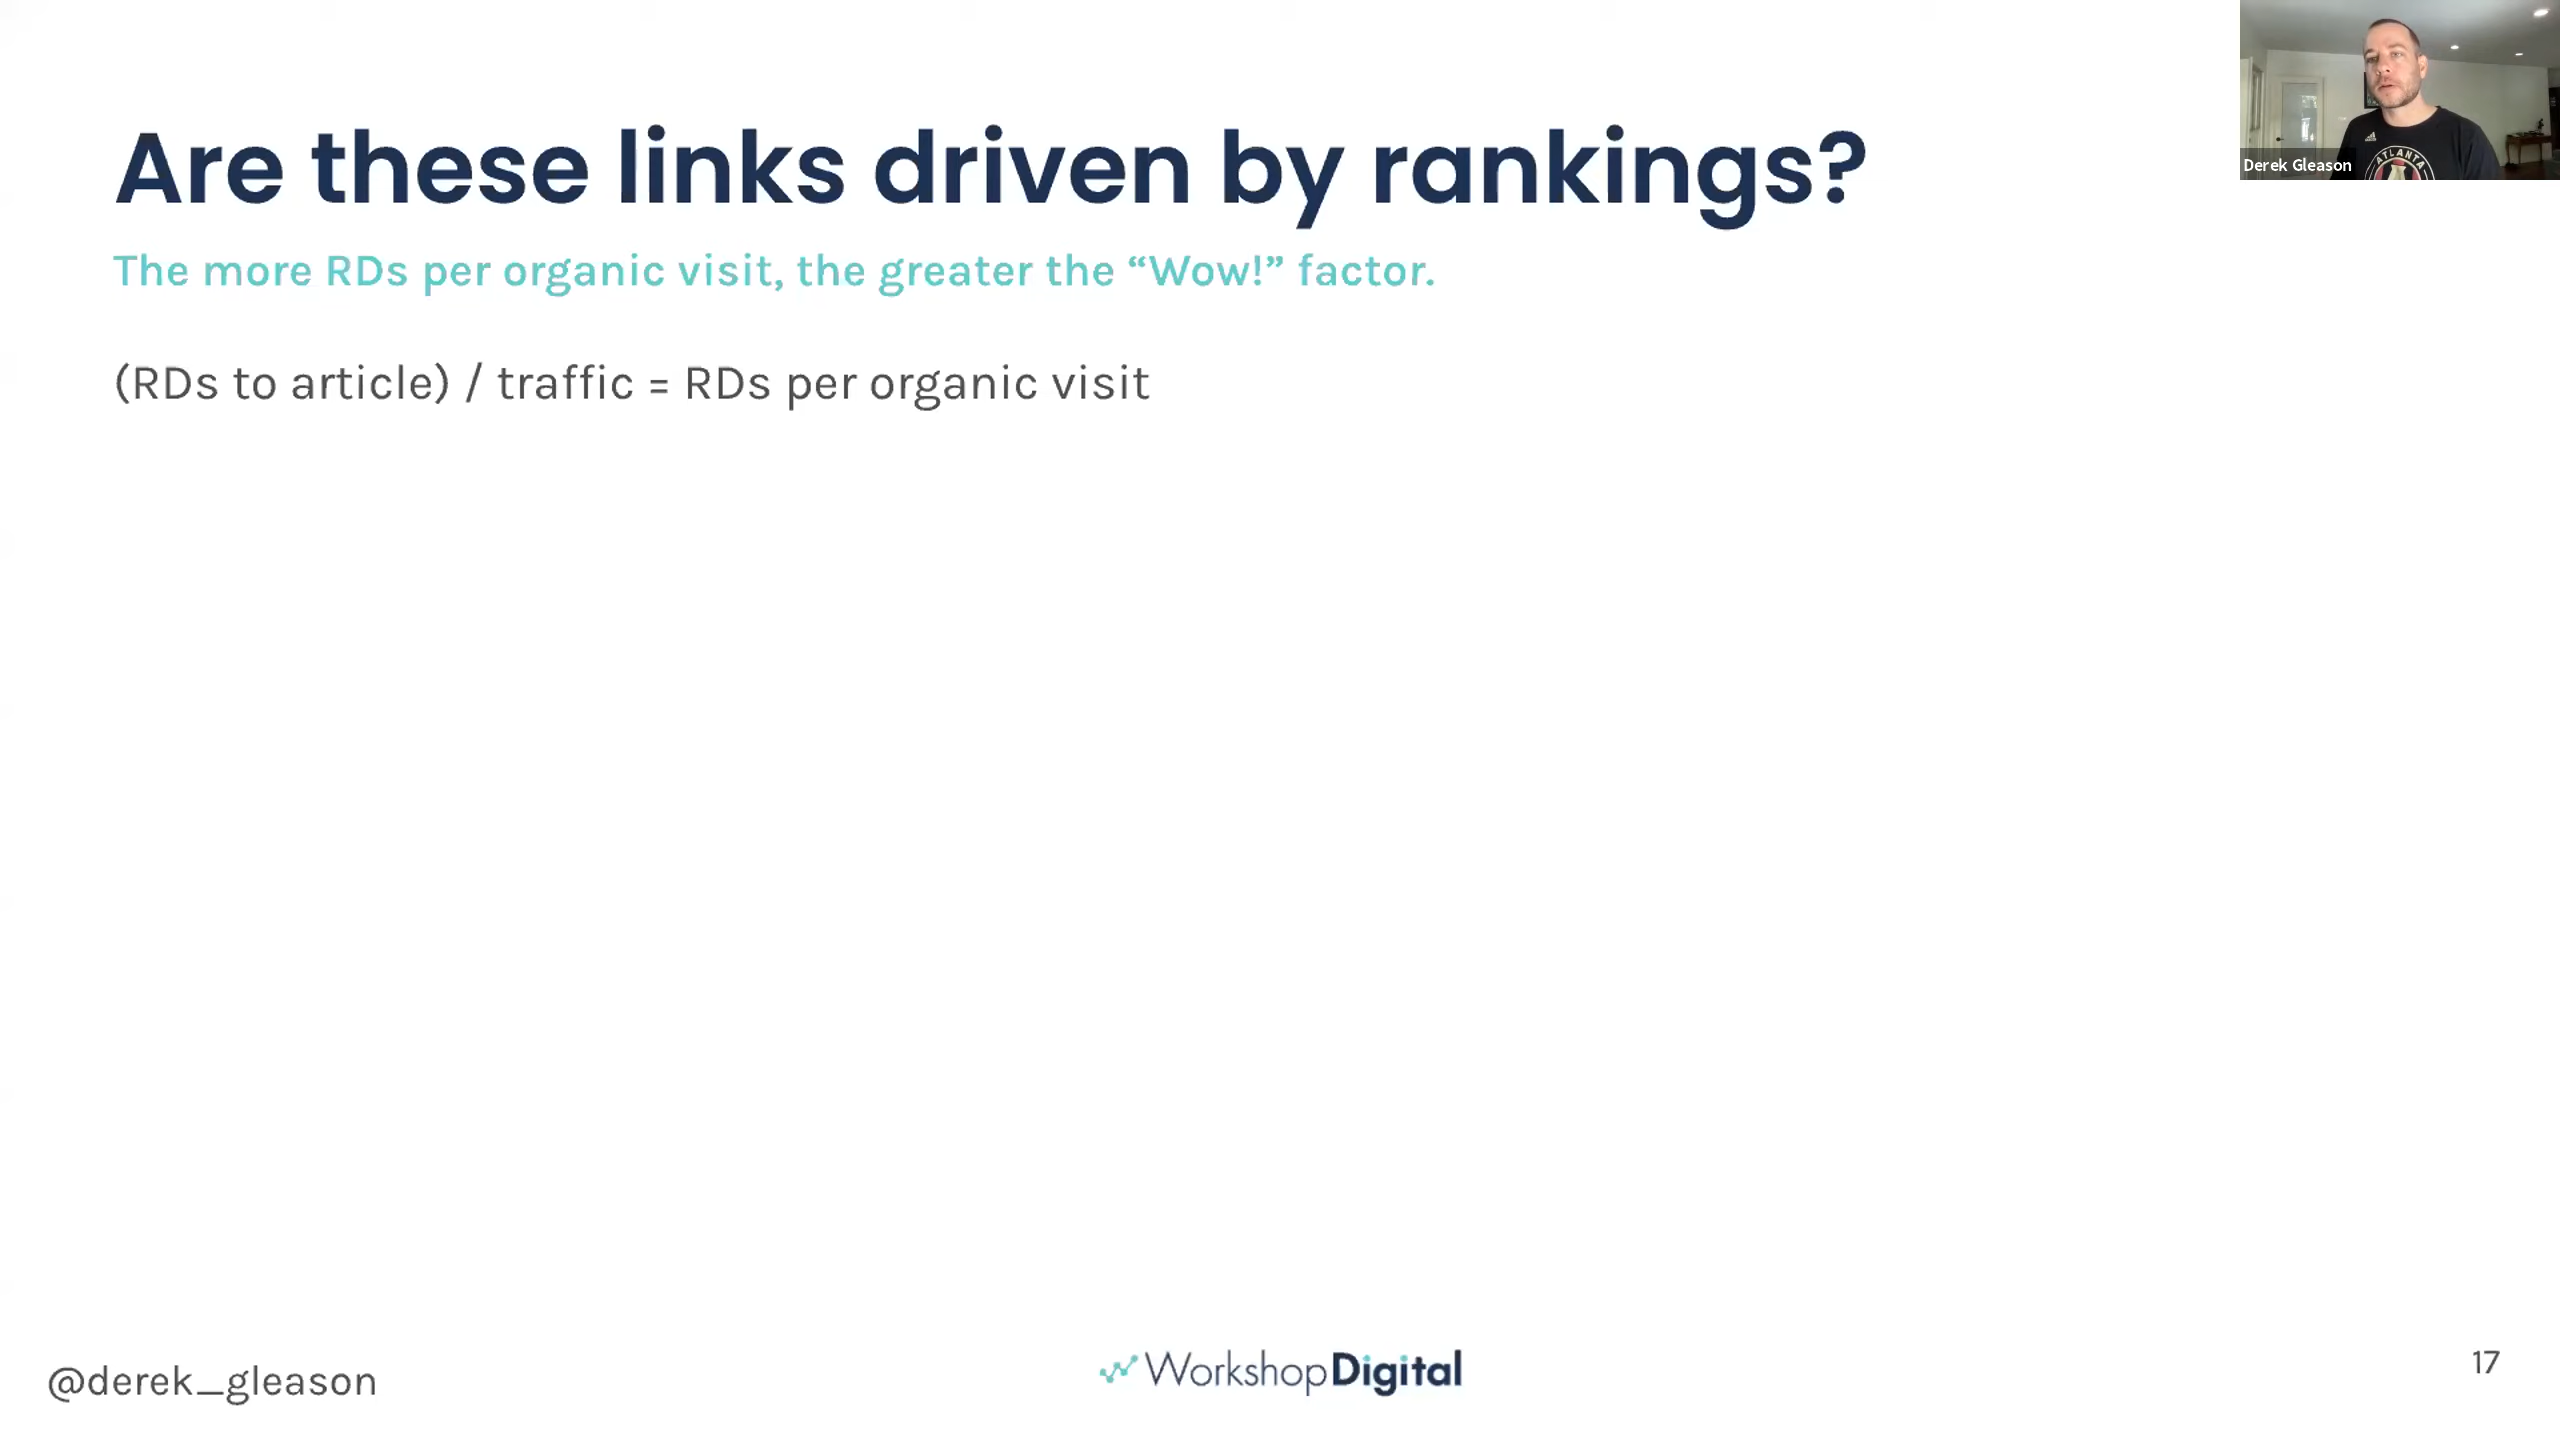 Are these links driven by rankings?
The more RDs per organic visit, the greater the “Wow!” factor.
(RDs to article) / traffic = RDs per organic visit
Derek Gleason
ATLANTA
@derek_gleason
WorkshopDigital
17